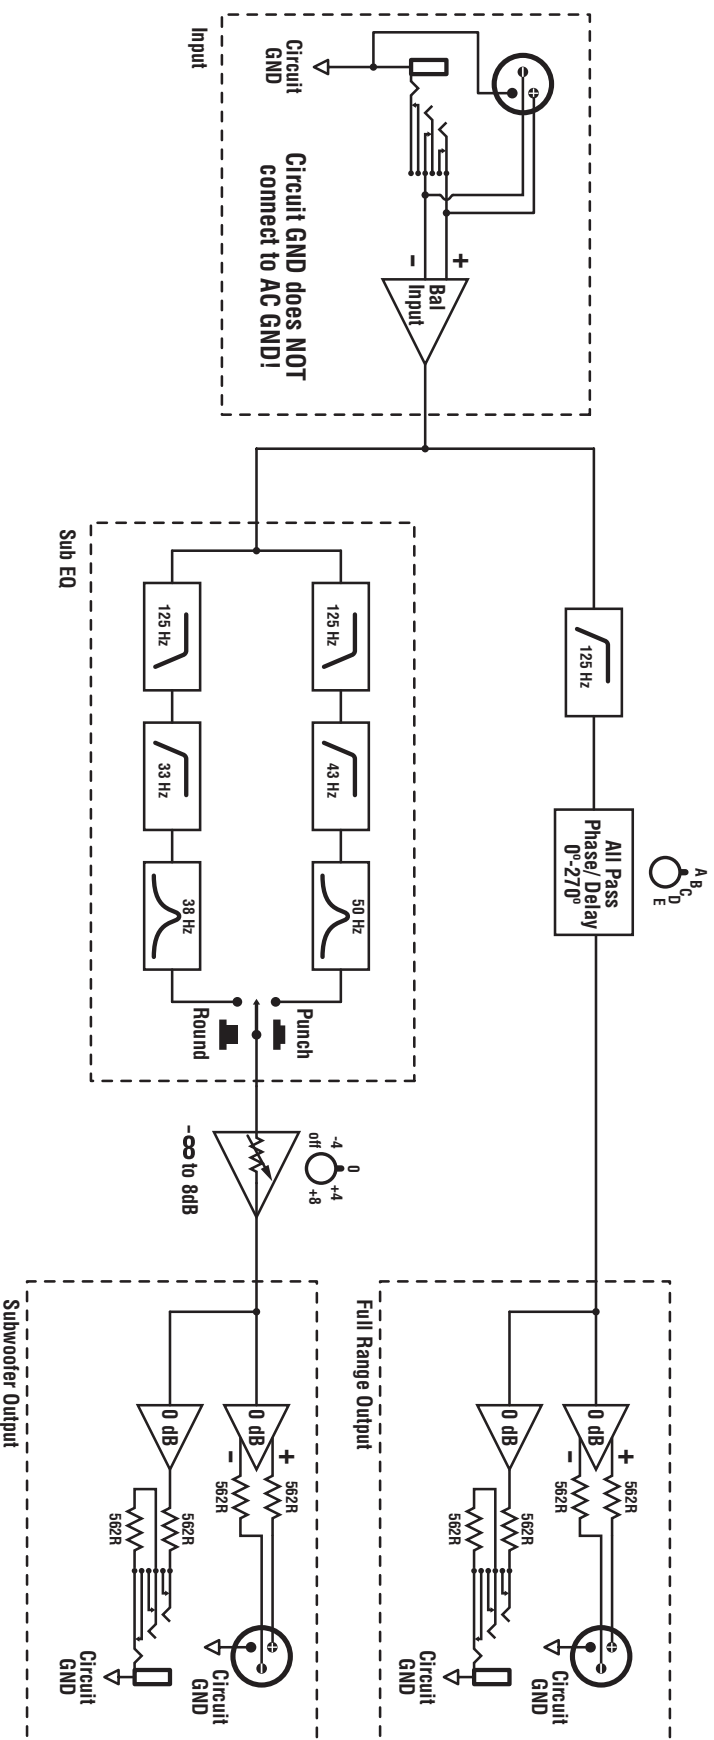 Input
Circuit
GND
Circuit GND does NOT
connect to AC GND!
+
-
Bal
Input
125 Hz
All Pass
Phase/ Delay
0º-270º
A
B
C
D
E
Sub EQ
125 Hz
43 Hz
50 Hz
125 Hz
33 Hz
38 Hz
Punch
Round
off
-4
0
+4
+8
-∞ to 8dB
Full Range Output
0 dB
+
-
562R
562R
Circuit
GND
0 dB
562R
562R
Circuit
GND
Subwoofer Output
0 dB
+
-
562R
562R
Circuit
GND
0 dB
562R
562R
Circuit
GND